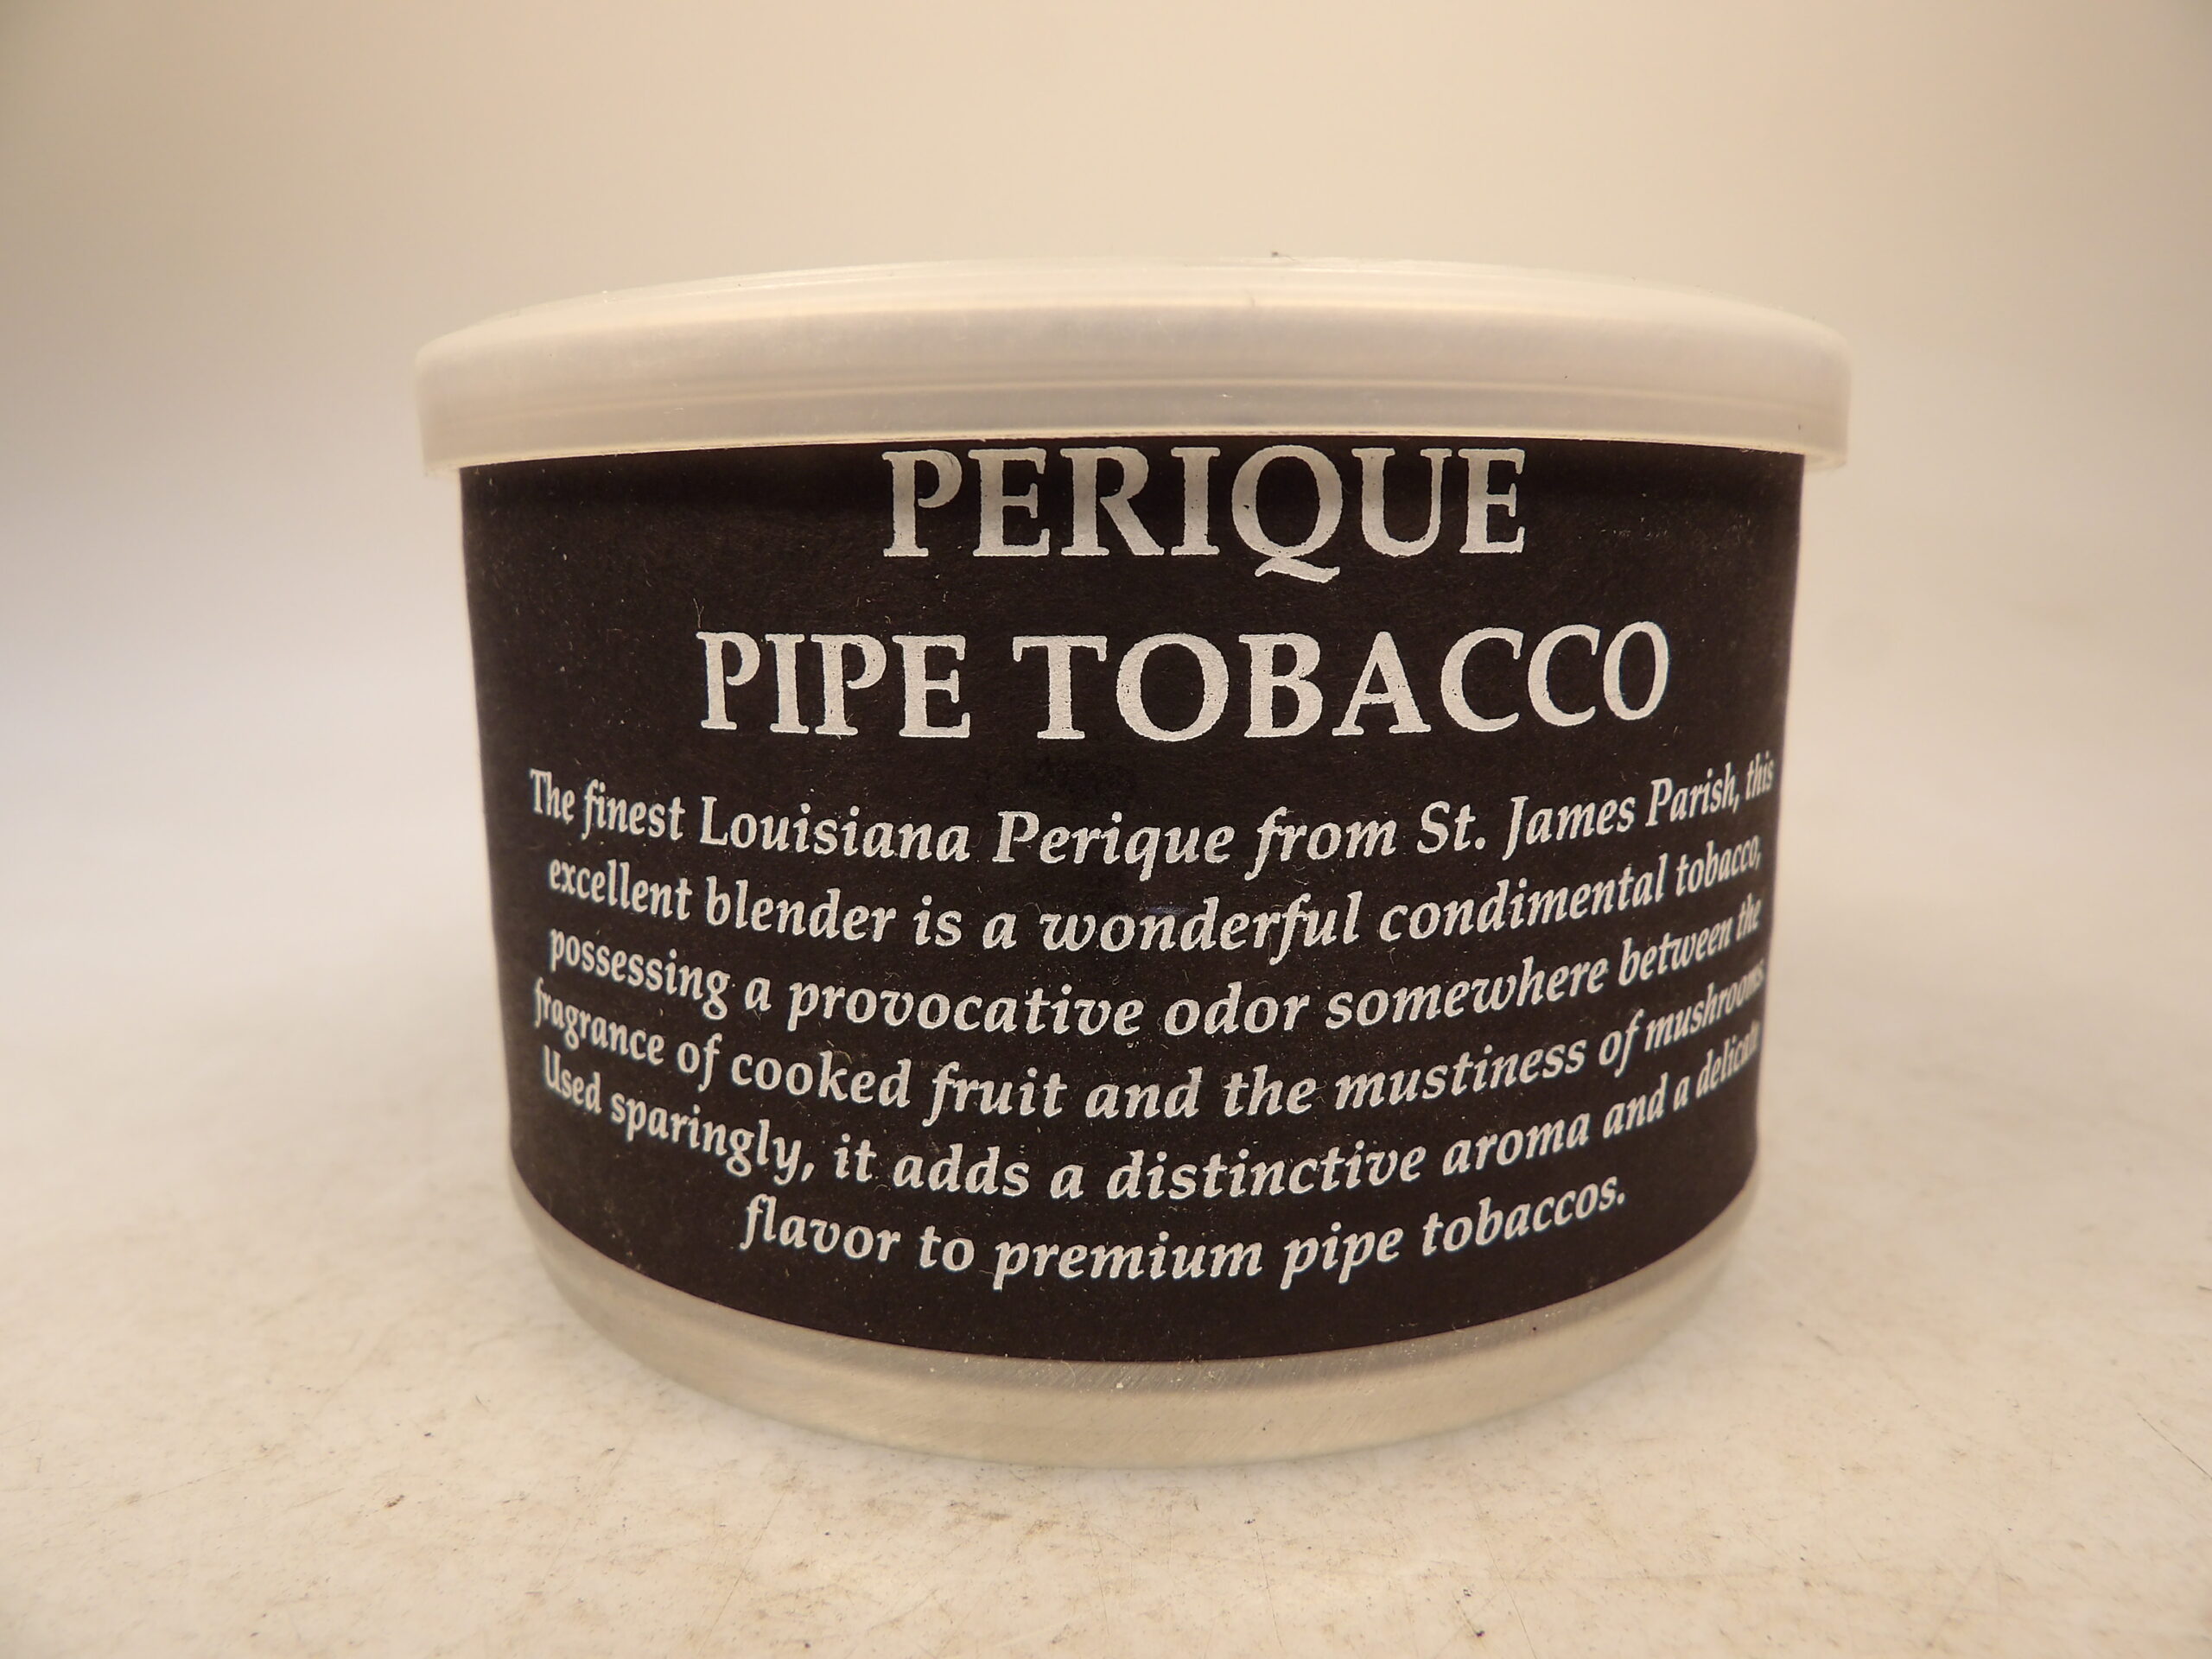 PERIQUE
PIPE TOBACCO
The finest Louisiana Perique from St. James Parish, this
excellent blender is a wonderful condimental tobacco,
possessing a provocative odor somewhere between the
fragrance of cooked fruit and the mustiness of mushrooms.
Used sparingly, it adds a distinctive aroma and a delicate
flavor to premium pipe tobaccos.